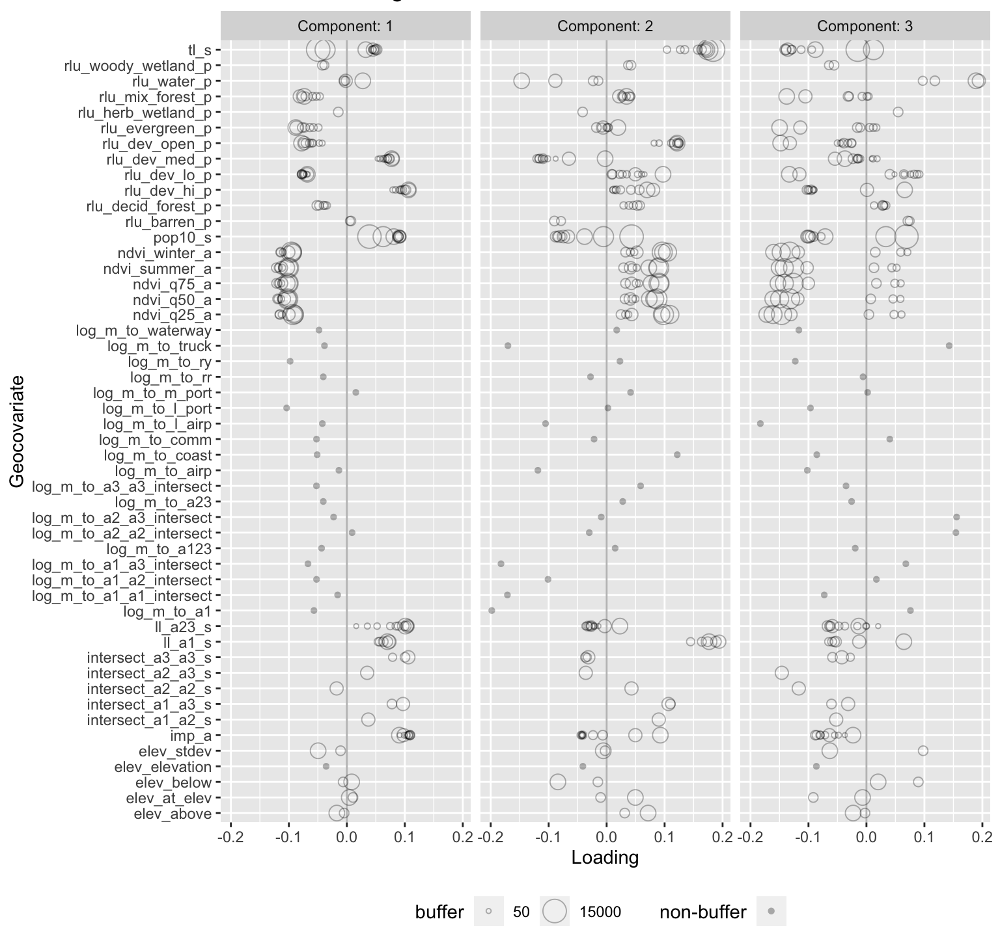 Component: 1
Component: 2
Component: 3
Geocovariate
tl_s
rlu_woody_wetland_p
rlu_water_p
rlu_mix_forest_p
rlu_herb_wetland_p
rlu_evergreen_p
rlu_dev_open_p
rlu_dev_med_p
rlu_dev_lo_p
rlu_dev_hi_p
rlu_decid_forest_p
rlu_barren_p
pop10_s
ndvi_winter_a
ndvi_summer_a
ndvi_q75_a
ndvi_q50_a
ndvi_q25_a
log_m_to_waterway
log_m_to_truck
log_m_to_ry
log_m_to_rr
log_m_to_m_port
log_m_to_l_port
log_m_to_l_airp
log_m_to_comm
log_m_to_coast
log_m_to_airp
log_m_to_a3_a3_intersect
log_m_to_a23
log_m_to_a2_a3_intersect
log_m_to_a2_a2_intersect
log_m_to_a123
log_m_to_a1_a3_intersect
log_m_to_a1_a2_intersect
log_m_to_a1_a1_intersect
log_m_to_a1
ll_a23_s
ll_a1_s
intersect_a3_a3_s
intersect_a2_a3_s
intersect_a2_a2_s
intersect_a1_a3_s
intersect_a1_a2_s
imp_a
elev_stdev
elev_elevation
elev_below
elev_at_elev
elev_above
-0.2 -0.1 0.0 0.1 0.2
-0.2 -0.1 0.0 0.1 0.2
-0.2 -0.1 0.0 0.1 0.2
Loading
buffer 50 15000 non-buffer